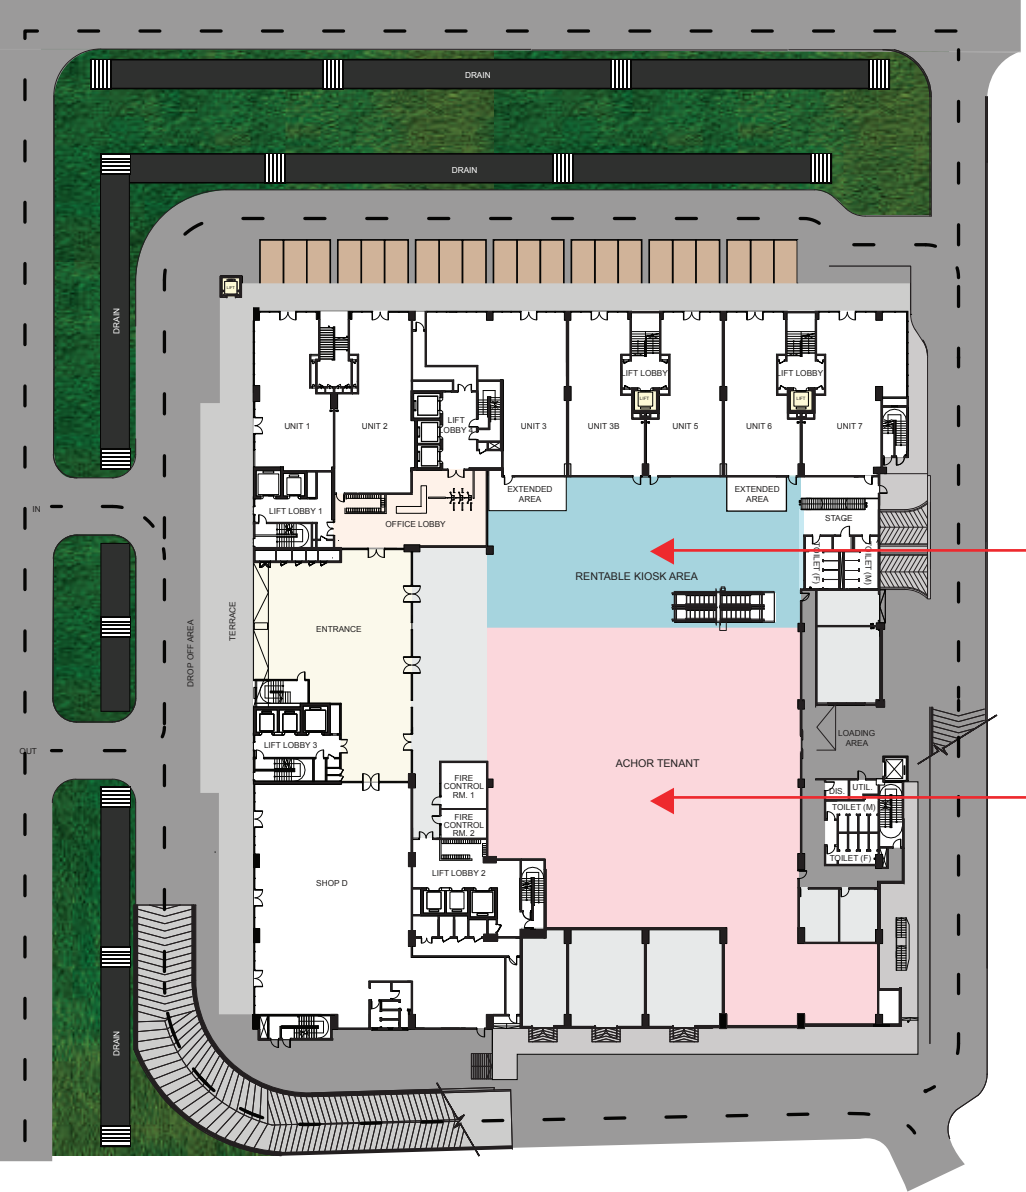 DRAIN
DRAIN
LIFT
DRAIN
LIFT LOBBY
LIFT LOBBY
LIFT
LIFT
LIFT
LOBBY 4
UNIT 1
UNIT 2
UNIT 3
UNIT 3B
UNIT 5
UNIT 6
UNIT 7
EXTENDED
AREA
EXTENDED
AREA
IN
LIFT LOBBY 1
OFFICE LOBBY
STAGE
TOILET (F)
TOILET (M)
RENTABLE KIOSK AREA
TERRACE
DROP OFF AREA
ENTRANCE
LOADING
AREA
OUT
LIFT LOBBY 3
ACHOR TENANT
FIRE
CONTROL
RM. 1
FIRE
CONTROL
RM. 2
DIS.
UTIL.
TOILET (M)
TOILET (F)
LIFT LOBBY 2
SHOP D
DRAIN